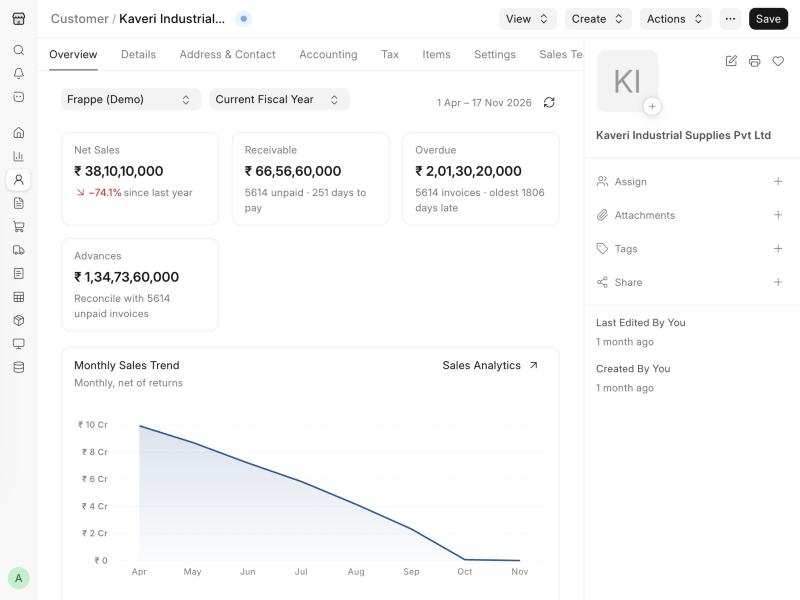 Customer / Kaveri Industrial...
View
Create
Actions
Save
Overview
Details
Address & Contact
Accounting
Tax
Items
Settings
Sales Te
Frappe (Demo)
Current Fiscal Year
1 Apr – 17 Nov 2026
Net Sales
₹ 38,10,10,000
−74.1% since last year
Receivable
₹ 66,56,60,000
5614 unpaid · 251 days to
pay
Overdue
₹ 2,01,30,20,000
5614 invoices · oldest 1806
days late
Advances
₹ 1,34,73,60,000
Reconcile with 5614
unpaid invoices
Monthly Sales Trend
Sales Analytics
Monthly, net of returns
₹ 10 Cr
₹ 8 Cr
₹ 6 Cr
₹ 4 Cr
₹ 2 Cr
₹ 0
Apr
May
Jun
Jul
Aug
Sep
Oct
Nov
KI
Kaveri Industrial Supplies Pvt Ltd
Assign
Attachments
Tags
Share
Last Edited By You
1 month ago
Created By You
1 month ago
A